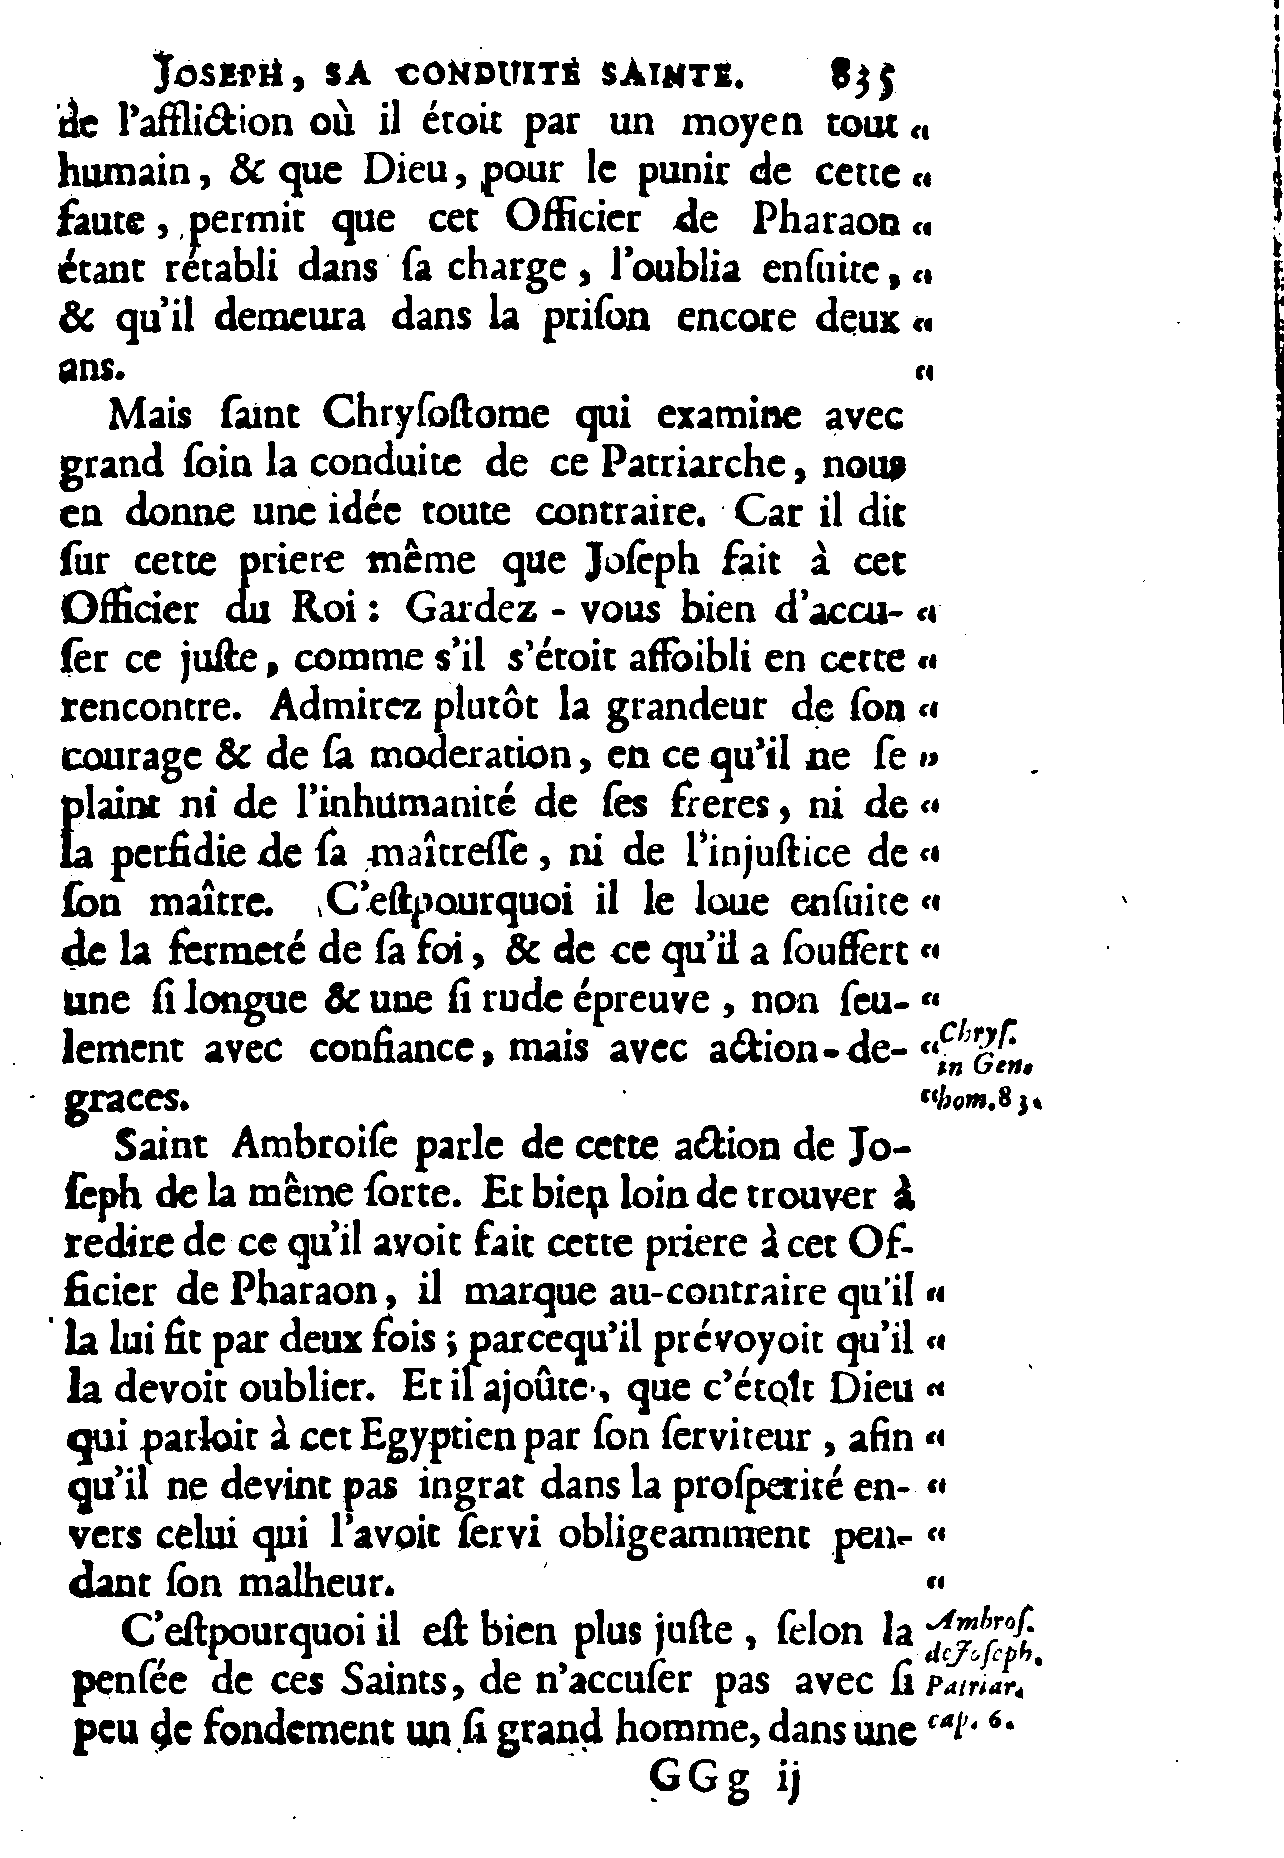 JOSEPH, SA CONDUITE SAINTE. 835
de l'affliction où il étoit par un moyen tout «
humain, & que Dieu, pour le punir de cette «
faute, permit que cet Officier de Pharaon «
étant rétabli dans ſa charge, l'oublia enſuite, «
& qu'il demeura dans la priſon encore deux «
ans. «
Mais ſaint Chryſoſtome qui examine avec
grand ſoin la conduite de ce Patriarche, nous
en donne une idée toute contraire. Car il dit
ſur cette priere même que Joſeph fait à cet
Officier du Roi : Gardez-vous bien d'accu- «
ſer ce juſte, comme s'il s'étoit affoibli en cette «
rencontre. Admirez plutôt la grandeur de ſon «
courage & de ſa moderation, en ce qu'il ne ſe »
plaint ni de l'inhumanité de ſes freres, ni de «
la perfidie de ſa maîtreſſe, ni de l'injuſtice de «
ſon maître. C'eſtpourquoi il le loue enſuite «
de la fermeté de ſa foi, & de ce qu'il a ſouffert «
une ſi longue & une ſi rude épreuve, non ſeu- «
lement avec confiance, mais avec action-de- « Chryſ.
in Gen.
graces. « hom. 83.
Saint Ambroiſe parle de cette action de Jo-
ſeph de la même ſorte. Et bien loin de trouver à
redire de ce qu'il avoit fait cette priere à cet Of-
ficier de Pharaon, il marque au-contraire qu'il «
la lui fit par deux fois ; parcequ'il prévoyoit qu'il «
la devoit oublier. Et il ajoûte, que c'étoit Dieu «
qui parloit à cet Egyptien par ſon ſerviteur, afin «
qu'il ne devint pas ingrat dans la proſperité en- «
vers celui qui l'avoit ſervi obligeamment pen- «
dant ſon malheur. «
C'eſtpourquoi il eſt bien plus juſte, ſelon la Ambroſ.
de Joſeph.
penſée de ces Saints, de n'accuſer pas avec ſi Patriar.
peu de fondement un ſi grand homme, dans une cap. 6.
GGg ij